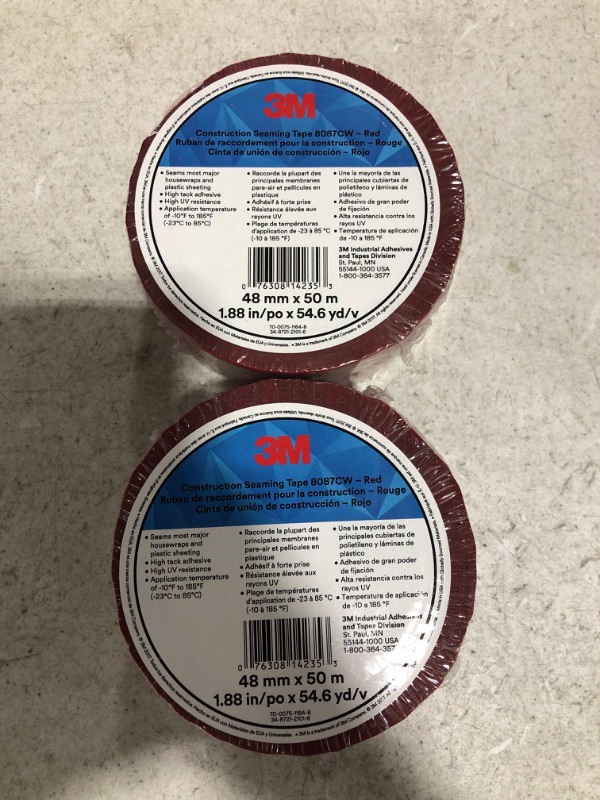 3M
Construction Seaming Tape 8087CW – Red
Ruban de raccordement pour la construction – Rouge
Cinta de unión de construcción – Rojo
• Seams most major
housewraps and
plastic sheeting
• High tack adhesive
• High UV resistance
• Application temperature
of -10°F to 185°F
(-23°C to 85°C)
• Raccorde la plupart des
principales membranes
pare-air et pellicules en
plastique
• Adhésif à forte prise
• Résistance élevée aux
rayons UV
• Plage de températures
d'application de -23 à 85 °C
(-10 à 185 °F)
• Une la mayoría de las
principales cubiertas de
polietileno y láminas de
plástico
• Adhesivo de gran poder
de fijación
• Alta resistencia contra los
rayos UV
• Temperatura de aplicación
de -10 a 185 °F
3M Industrial Adhesives
and Tapes Division
St. Paul, MN
55144-1000 USA
1-800-364-3577
0 76308 14235 3
48 mm x 50 m
1.88 in/po x 54.6 yd/v
70-0075-1164-8
34-8721-2101-6
3M
Construction Seaming Tape 8087CW – Red
Ruban de raccordement pour la construction – Rouge
Cinta de unión de construcción – Rojo
• Seams most major
housewraps and
plastic sheeting
• High tack adhesive
• High UV resistance
• Application temperature
of -10°F to 185°F
(-23°C to 85°C)
• Raccorde la plupart des
principales membranes
pare-air et pellicules en
plastique
• Adhésif à forte prise
• Résistance élevée aux
rayons UV
• Plage de températures
d'application de -23 à 85 °C
(-10 à 185 °F)
• Une la mayoría de las
principales cubiertas de
polietileno y láminas de
plástico
• Adhesivo de gran poder
de fijación
• Alta resistencia contra los
rayos UV
• Temperatura de aplicación
de -10 a 185 °F
3M Industrial Adhesives
and Tapes Division
St. Paul, MN
55144-1000 USA
1-800-364-3577
0 76308 14235 3
48 mm x 50 m
1.88 in/po x 54.6 yd/v
70-0075-1164-8
34-8721-2101-6